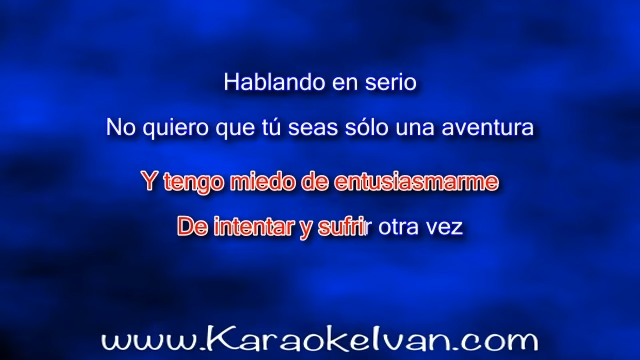 Hablando en serio
No quiero que tú seas sólo una aventura
Y tengo miedo de entusiasmarme
De intentar y sufrir otra vez
www.KaraokeIvan.com